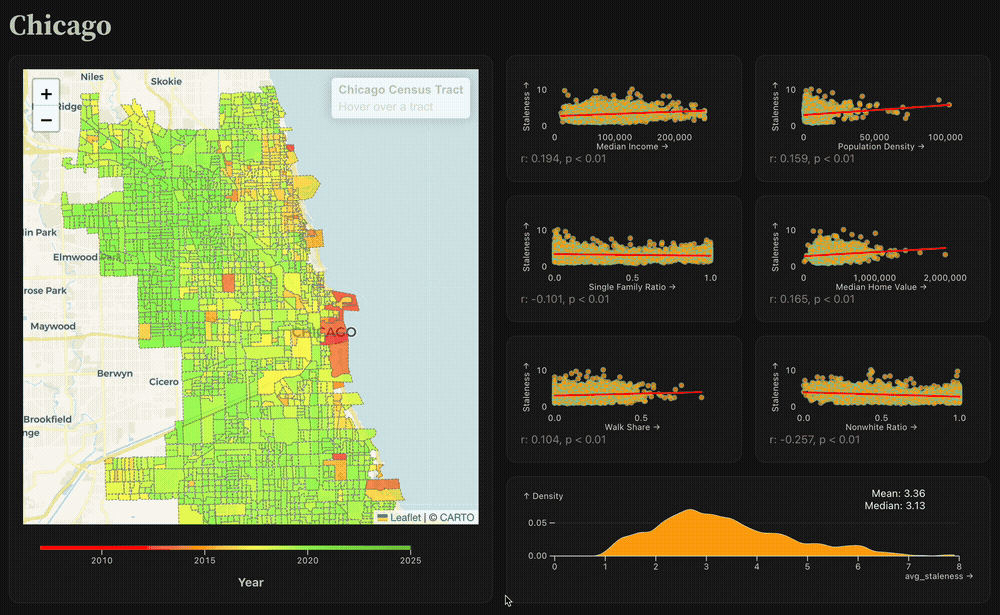 Chicago
Niles
Skokie
Ridge
+
−
Chicago Census Tract
Hover over a tract
lin Park
Elmwood Park
rose Park
Maywood
CHICAGO
Berwyn
Cicero
Brookfield
nge
Leaflet | © CARTO
2010 2015 2020 2025
Year
Staleness →
10
0
0 100,000 200,000
Median Income →
r: 0.194, p < 0.01
Staleness →
10
0
0 50,000 100,000
Population Density →
r: 0.159, p < 0.01
Staleness →
10
0
0.0 0.5 1.0
Single Family Ratio →
r: -0.101, p < 0.01
Staleness →
10
0
0 1,000,000 2,000,000
Median Home Value →
r: 0.165, p < 0.01
Staleness →
10
0
0.0 0.5
Walk Share →
r: 0.104, p < 0.01
Staleness →
10
0
0.0 0.5 1.0
Nonwhite Ratio →
r: -0.257, p < 0.01
↑ Density
Mean: 3.36
Median: 3.13
0.05
0.00
0 1 2 3 4 5 6 7 8
avg_staleness →